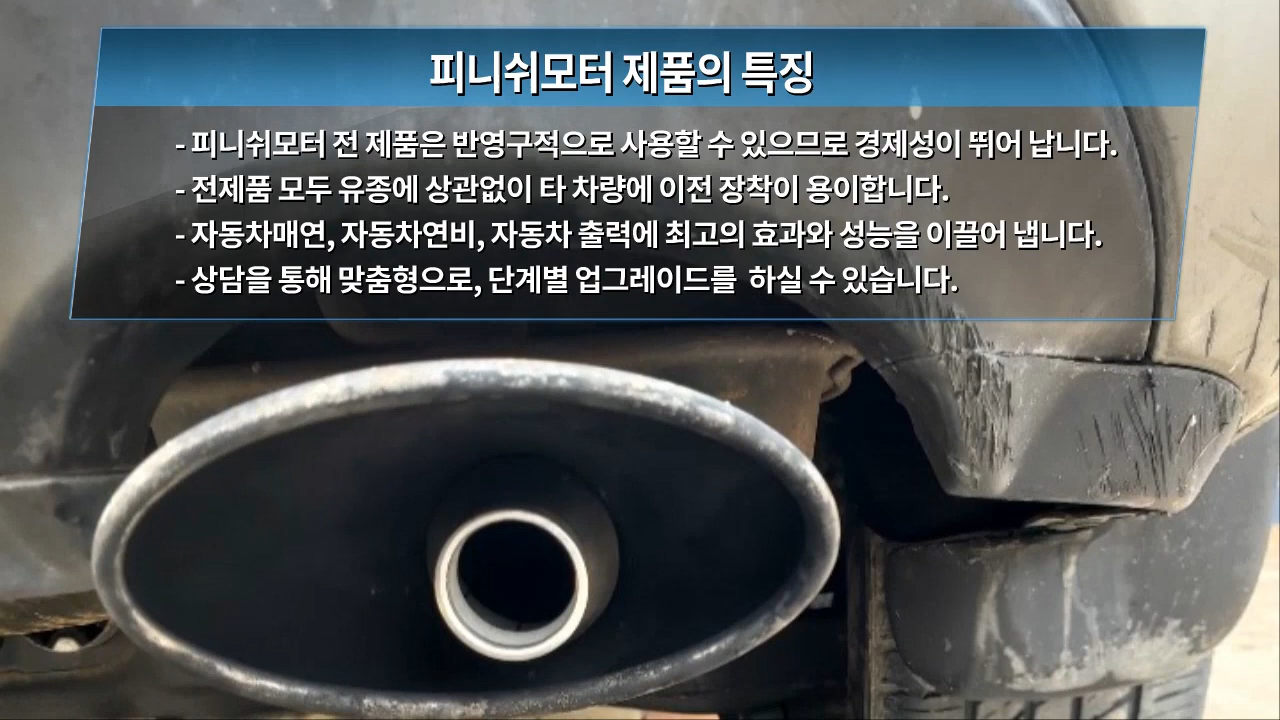 피니쉬모터 제품의 특징
- 피니쉬모터 전 제품은 반영구적으로 사용할 수 있으므로 경제성이 뛰어 납니다.
- 전제품 모두 유종에 상관없이 타 차량에 이전 장착이 용이합니다.
- 자동차매연, 자동차연비, 자동차 출력에 최고의 효과와 성능을 이끌어 냅니다.
- 상담을 통해 맞춤형으로, 단계별 업그레이드를 하실 수 있습니다.